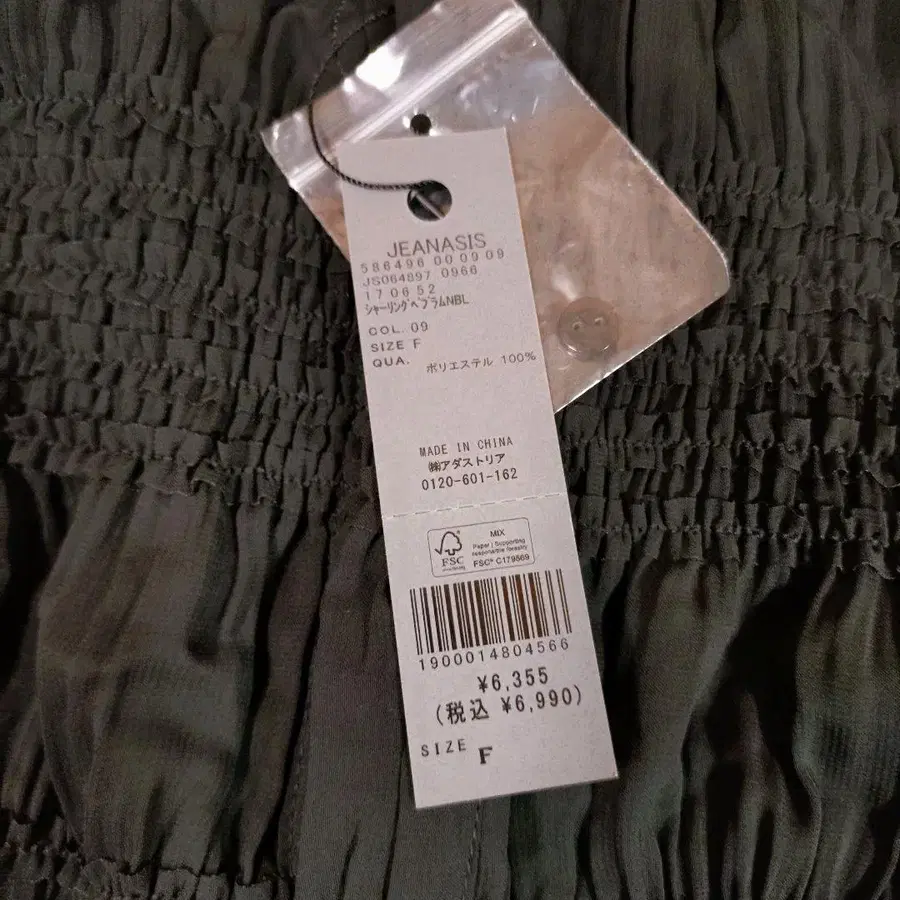 JEANASIS
586496 00 09 09
JS064897 0966
17 06 52
シャーリングペプラムNBL
COL. 09
SIZE F
QUA.
ポリエステル 100%
MADE IN CHINA
㈱アダストリア
0120-601-162
FSC
MIX
Paper | Supporting
responsible forestry
FSC® C179569
1900014804566
¥6,355
(税込 ¥6,990)
SIZE F